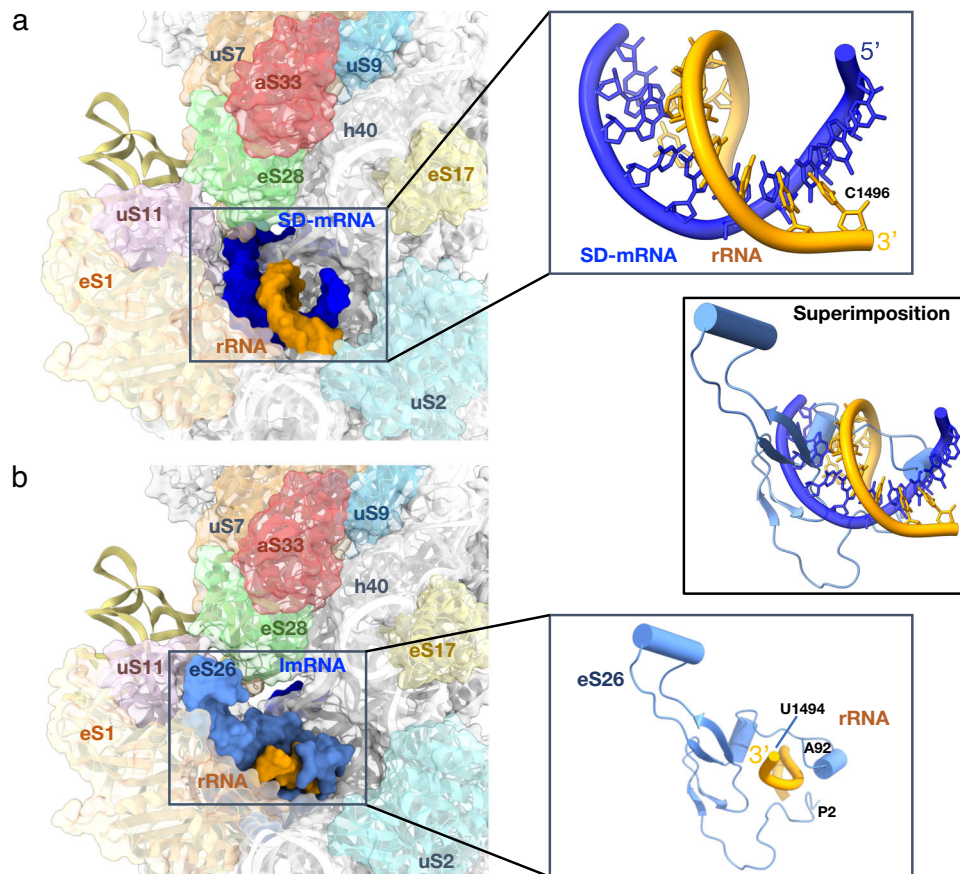 a
uS7
uS9
aS33
h40
eS28
eS17
uS11
SD-mRNA
eS1
rRNA
uS2
5’
C1496
3’
SD-mRNA
rRNA
Superimposition
b
uS7
uS9
aS33
h40
eS28
eS17
uS11
eS26
lmRNA
eS1
rRNA
uS2
eS26
U1494
rRNA
3’
A92
P2